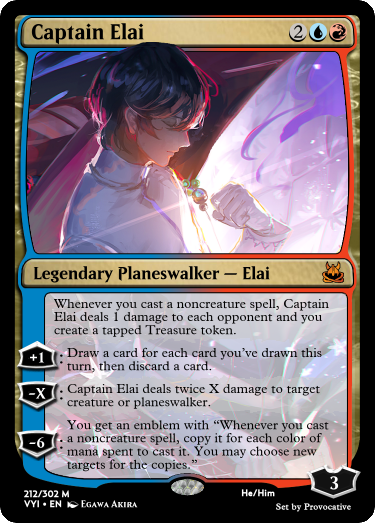 Captain Elai 2
Legendary Planeswalker — Elai
Whenever you cast a noncreature spell, Captain
Elai deals 1 damage to each opponent and you
create a tapped Treasure token.
+1: Draw a card for each card you've drawn this
turn, then discard a card.
-X: Captain Elai deals twice X damage to target
creature or planeswalker.
You get an emblem with “Whenever you cast
-6: a noncreature spell, copy it for each color of
mana spent to cast it. You may choose new
targets for the copies.”
3
212/302 M He/Him
VYI • EN Egawa Akira Set by Provocative